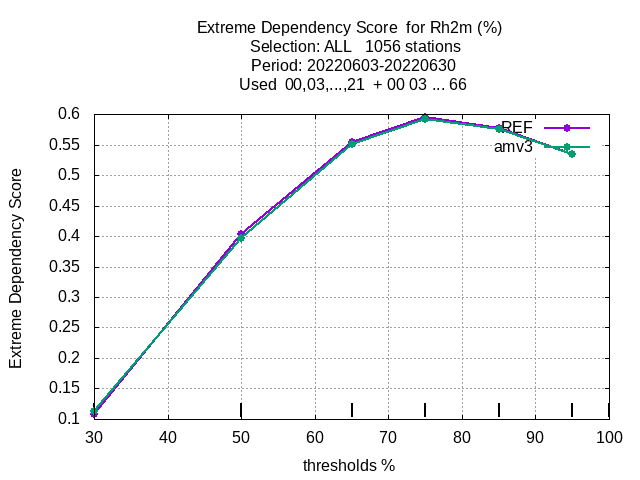 Extreme Dependency Score  for Rh2m (%)
Selection: ALL   1056 stations
Period: 20220603-20220630
Used  00,03,...,21  + 00 03 ... 66
Extreme Dependency Score
0.6
0.55
0.5
0.45
0.4
0.35
0.3
0.25
0.2
0.15
0.1
REF
amv3
30 40 50 60 70 80 90 100
thresholds %